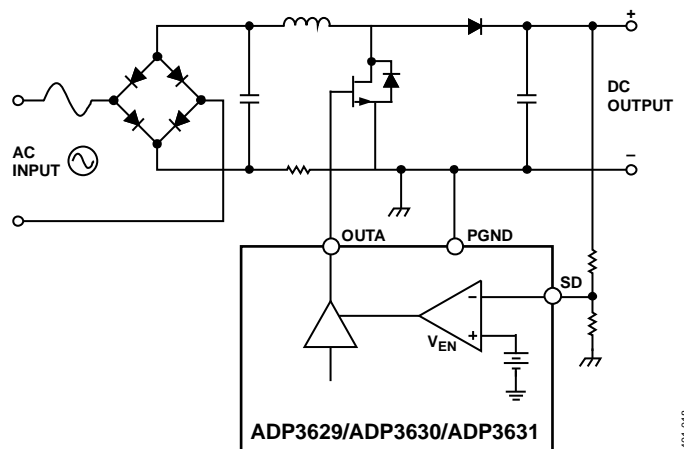 +
DC
OUTPUT
AC
INPUT
–
OUTA
PGND
SD
–
+
VEN
ADP3629/ADP3630/ADP3631